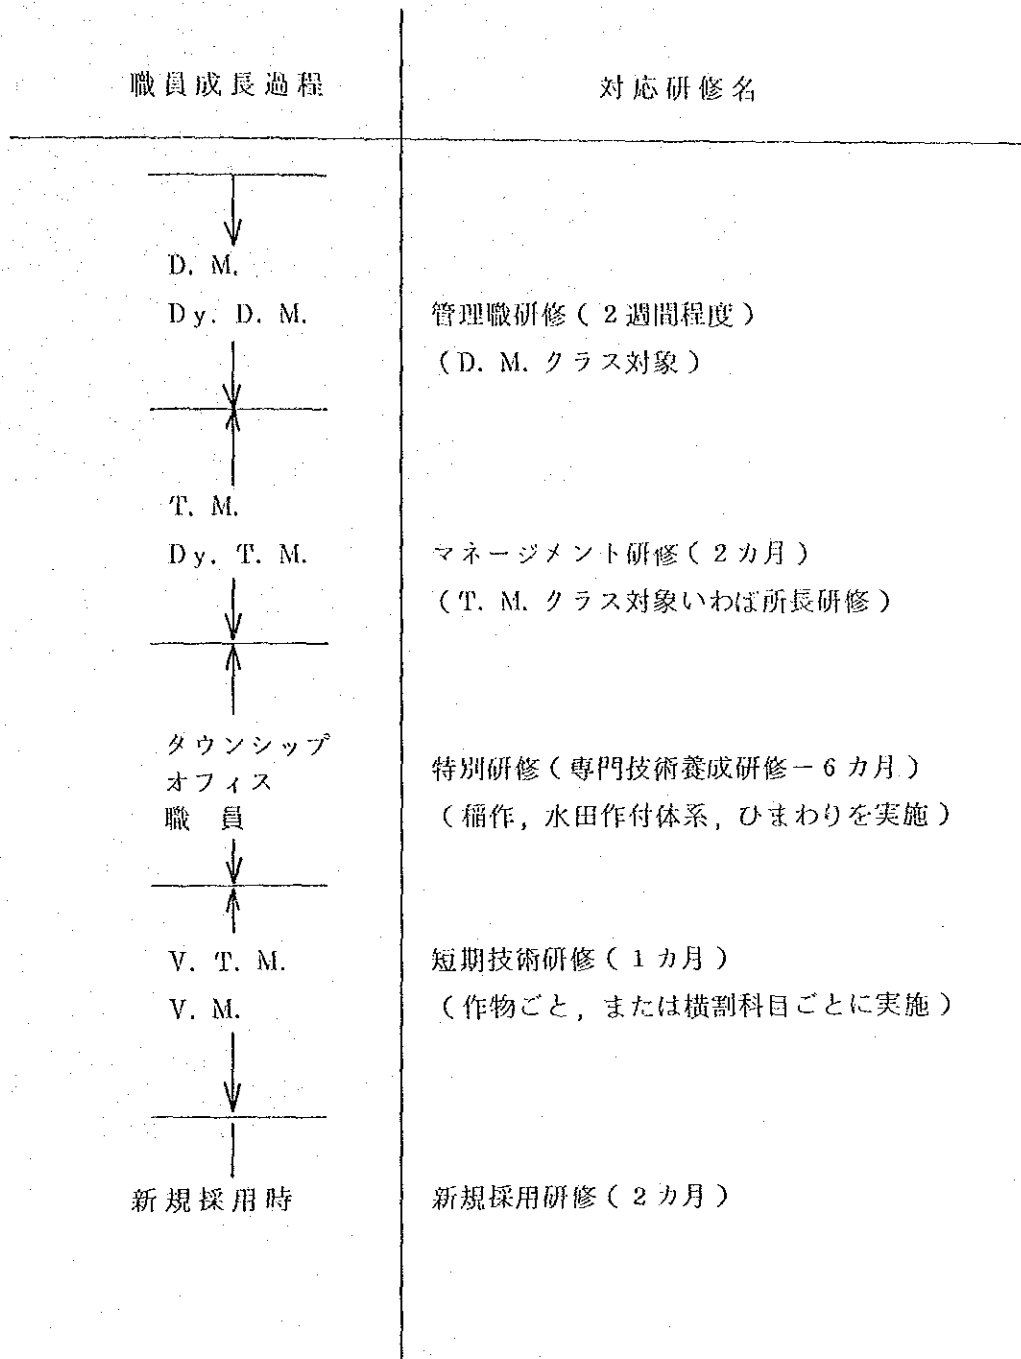 職員成長過程
対応研修名
D. M.
Dy. D. M.
管理職研修（2週間程度）
（D. M. クラス対象）
T. M.
Dy. T. M.
マネージメント研修（2カ月）
（T. M. クラス対象いわば所長研修）
タウンシップ
オフィス
職 員
特別研修（専門技術養成研修－6カ月）
（稲作，水田作付体系，ひまわりを実施）
V. T. M.
V. M.
短期技術研修（1カ月）
（作物ごと，または横割科目ごとに実施）
新規採用時
新規採用研修（2カ月）